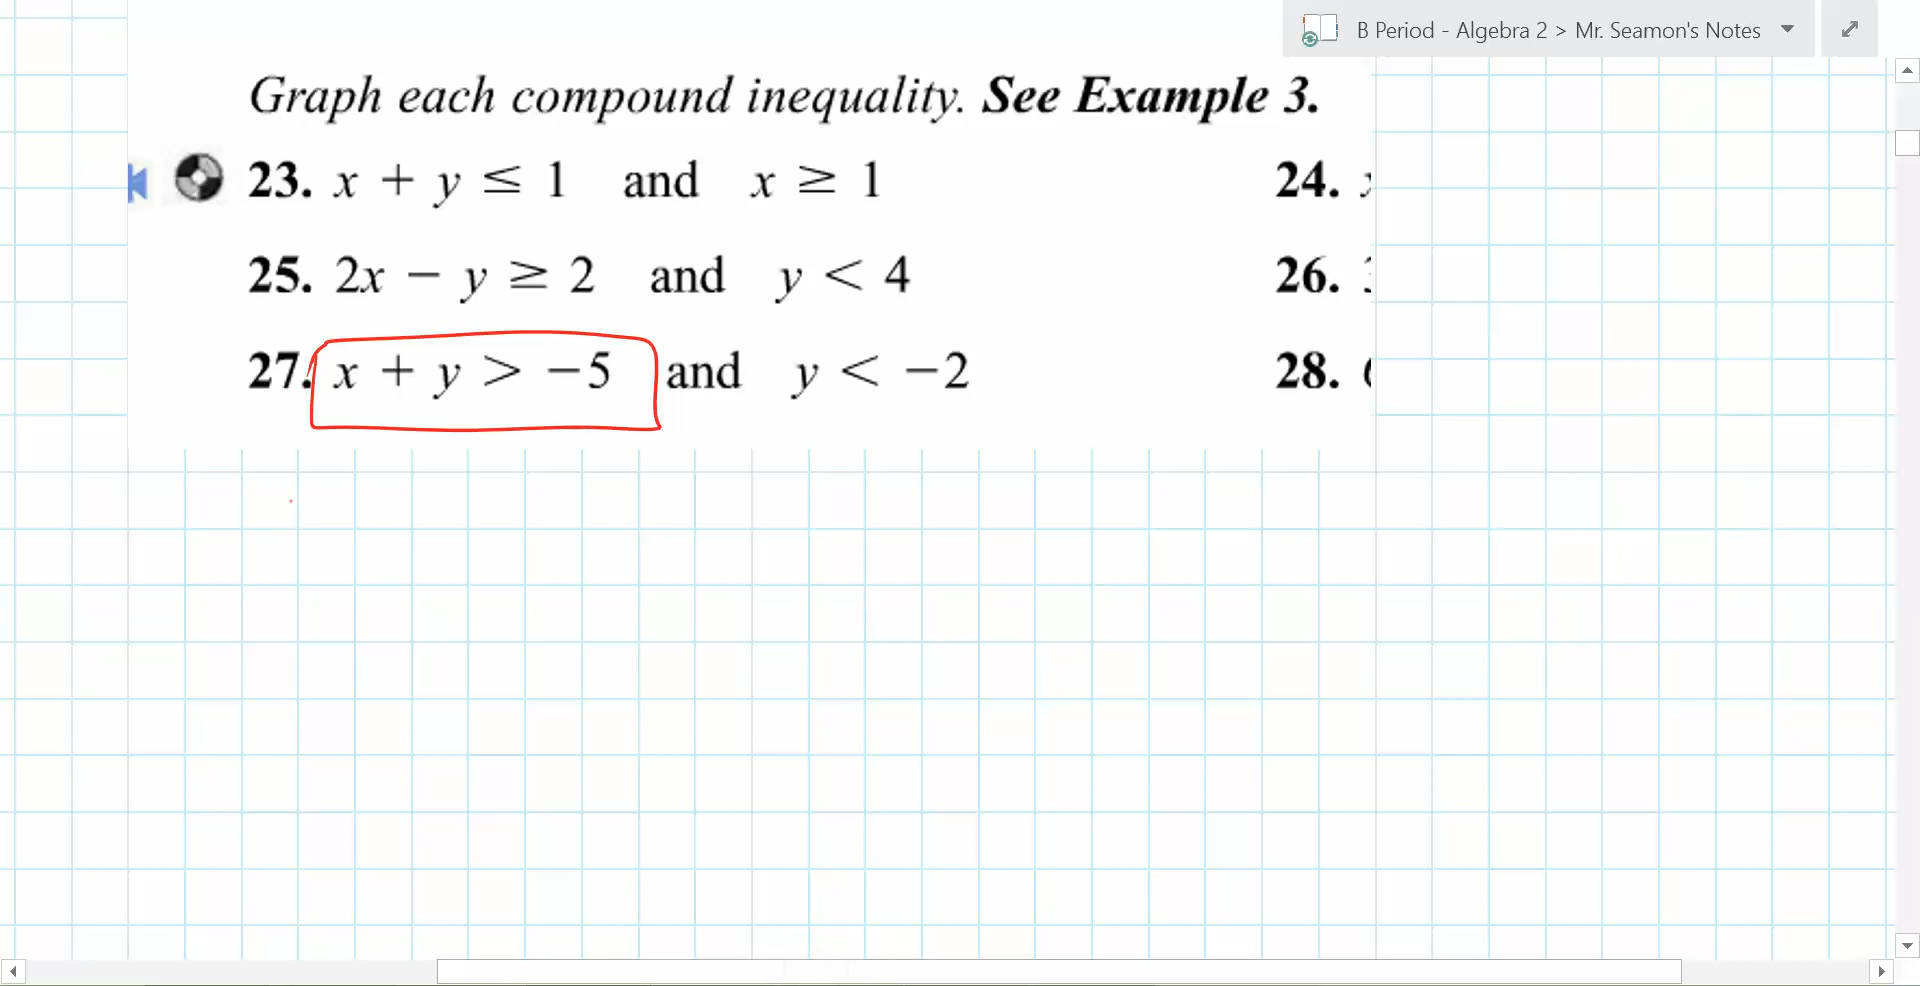 B Period - Algebra 2 > Mr. Seamon's Notes
Graph each compound inequality. See Example 3.
23. x + y ≤ 1 and x ≥ 1 24.
25. 2x − y ≥ 2 and y < 4 26.
27. x + y > −5 and y < −2 28.